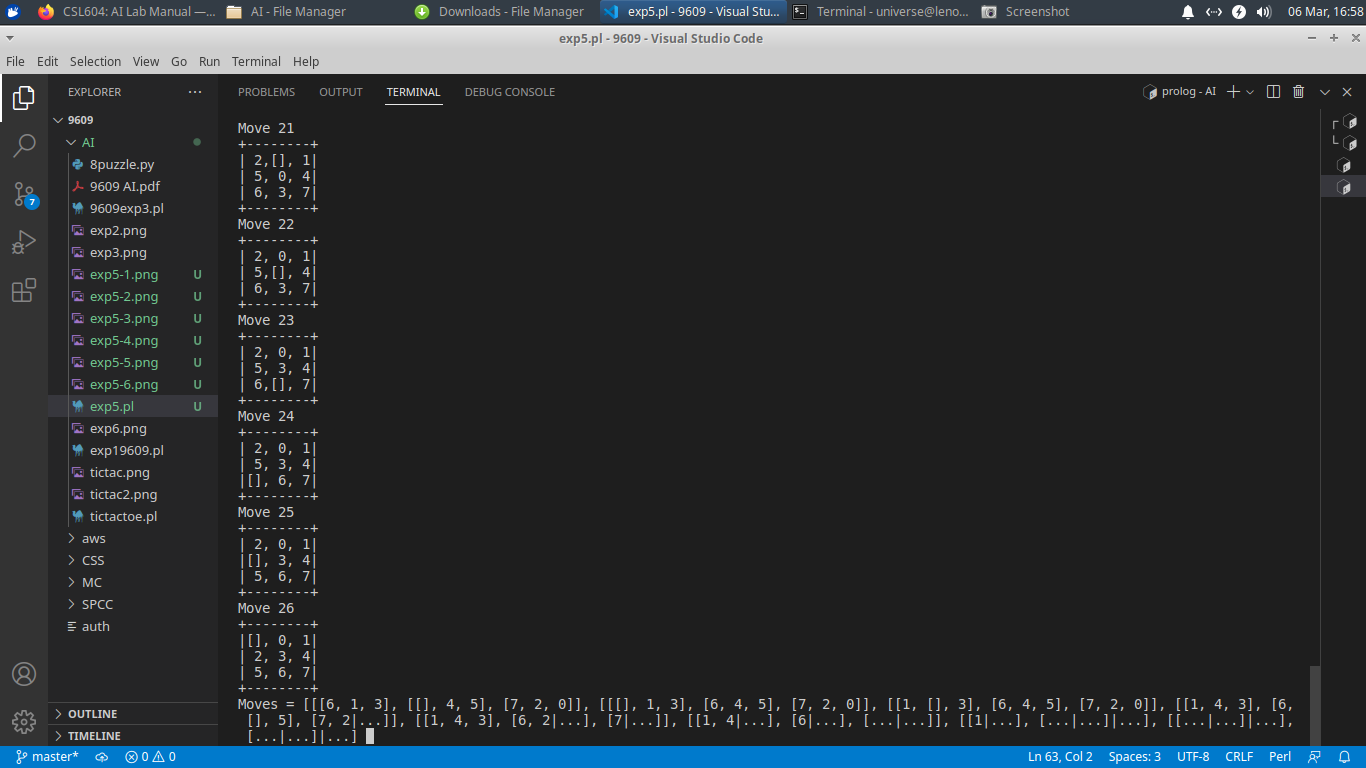 CSL604: AI Lab Manual —...
AI - File Manager
Downloads - File Manager
exp5.pl - 9609 - Visual Stu...
Terminal - universe@leno...
Screenshot
06 Mar, 16:58
exp5.pl - 9609 - Visual Studio Code
File Edit Selection View Go Run Terminal Help
EXPLORER
9609
AI
8puzzle.py
9609 AI.pdf
9609exp3.pl
exp2.png
exp3.png
exp5-1.png U
exp5-2.png U
exp5-3.png U
exp5-4.png U
exp5-5.png U
exp5-6.png U
exp5.pl U
exp6.png
exp19609.pl
tictac.png
tictac2.png
tictactoe.pl
aws
CSS
MC
SPCC
auth
OUTLINE
TIMELINE
7
PROBLEMS OUTPUT TERMINAL DEBUG CONSOLE
prolog - AI
Move 21
+--------+
| 2,[], 1|
| 5, 0, 4|
| 6, 3, 7|
+--------+
Move 22
+--------+
| 2, 0, 1|
| 5,[], 4|
| 6, 3, 7|
+--------+
Move 23
+--------+
| 2, 0, 1|
| 5, 3, 4|
| 6,[], 7|
+--------+
Move 24
+--------+
| 2, 0, 1|
| 5, 3, 4|
|[], 6, 7|
+--------+
Move 25
+--------+
| 2, 0, 1|
|[], 3, 4|
| 5, 6, 7|
+--------+
Move 26
+--------+
|[], 0, 1|
| 2, 3, 4|
| 5, 6, 7|
+--------+
Moves = [[[6, 1, 3], [[], 4, 5], [7, 2, 0]], [[[], 1, 3], [6, 4, 5], [7, 2, 0]], [[1, [], 3], [6, 4, 5], [7, 2, 0]], [[1, 4, 3], [6,
[], 5], [7, 2|...]], [[1, 4, 3], [6, 2|...], [7|...]], [[1, 4|...], [6|...], [...|...]], [[1|...], [...|...]|...], [[...|...]|...],
[...|...]|...]
master* 0 0
Ln 63, Col 2 Spaces: 3 UTF-8 CRLF Perl